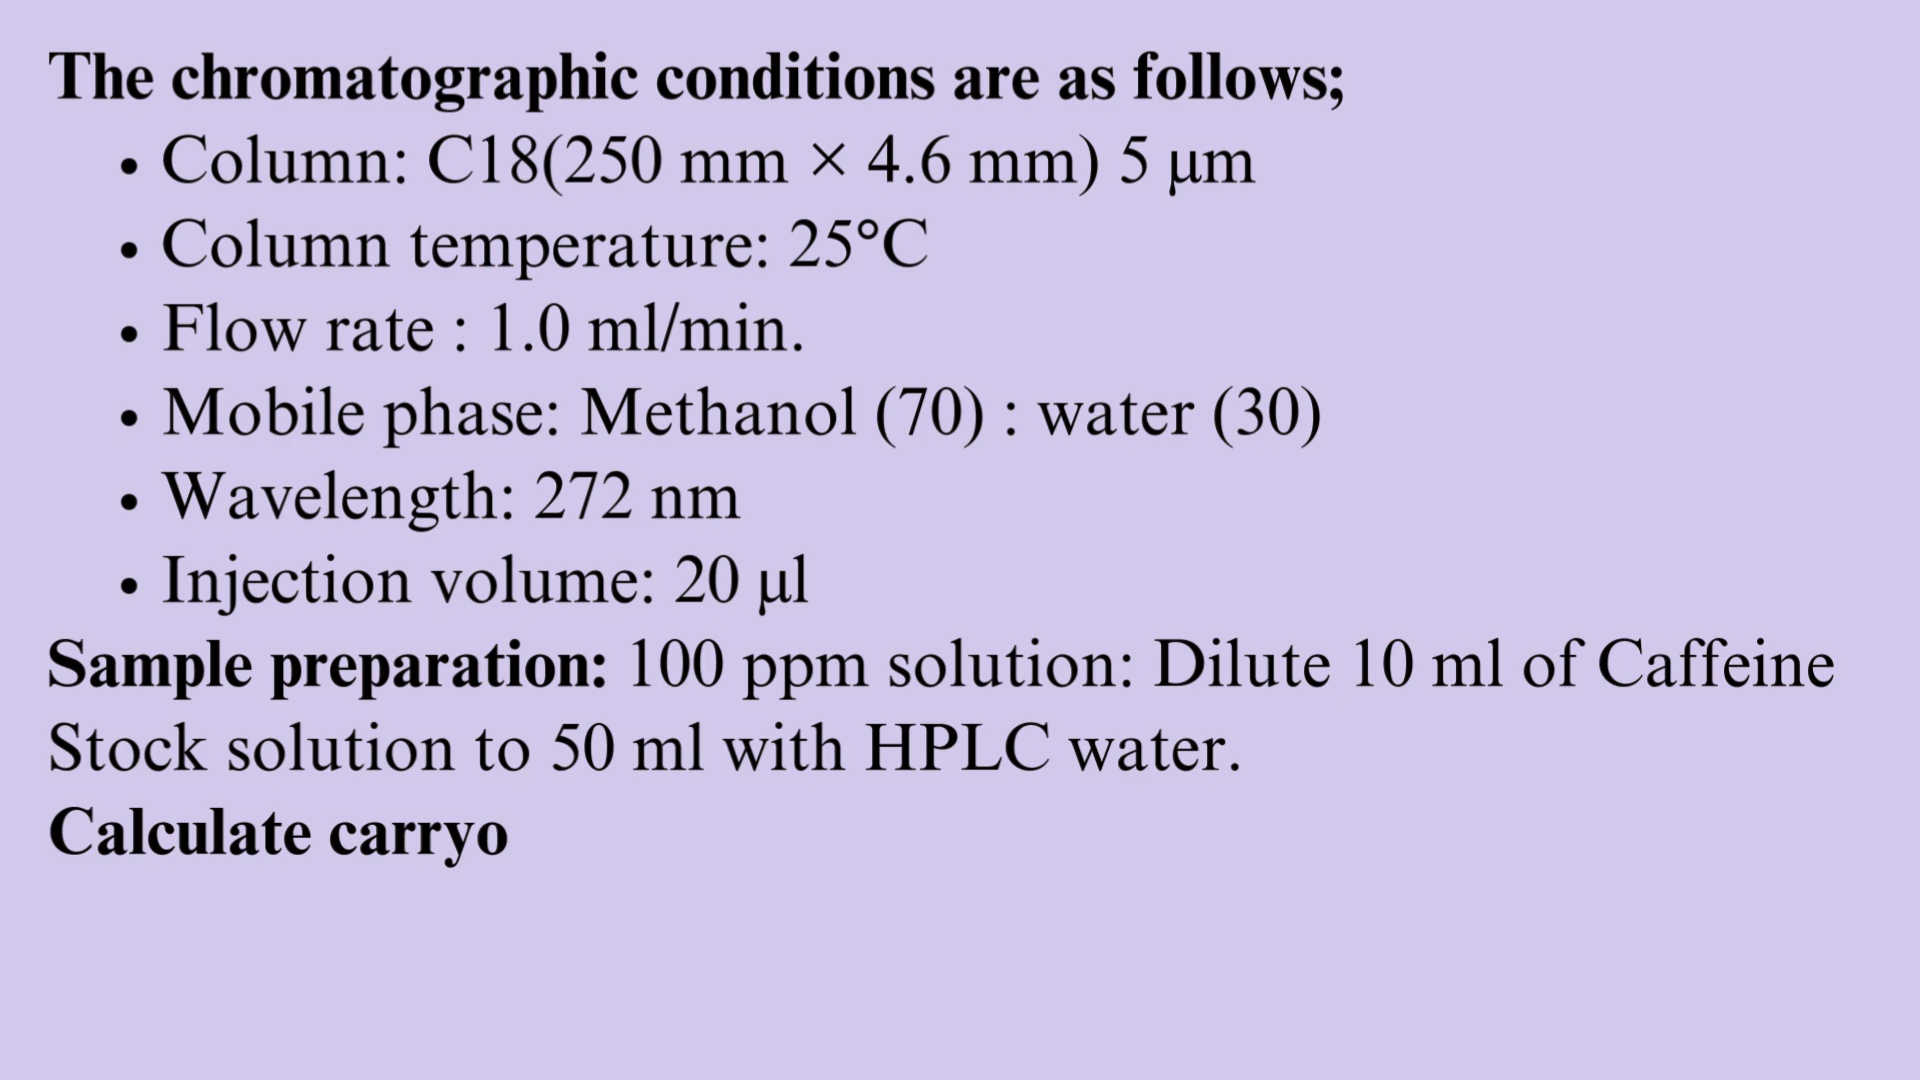 The chromatographic conditions are as follows;
• Column: C18(250 mm × 4.6 mm) 5 µm
• Column temperature: 25°C
• Flow rate : 1.0 ml/min.
• Mobile phase: Methanol (70) : water (30)
• Wavelength: 272 nm
• Injection volume: 20 µl
Sample preparation: 100 ppm solution: Dilute 10 ml of Caffeine
Stock solution to 50 ml with HPLC water.
Calculate carryo